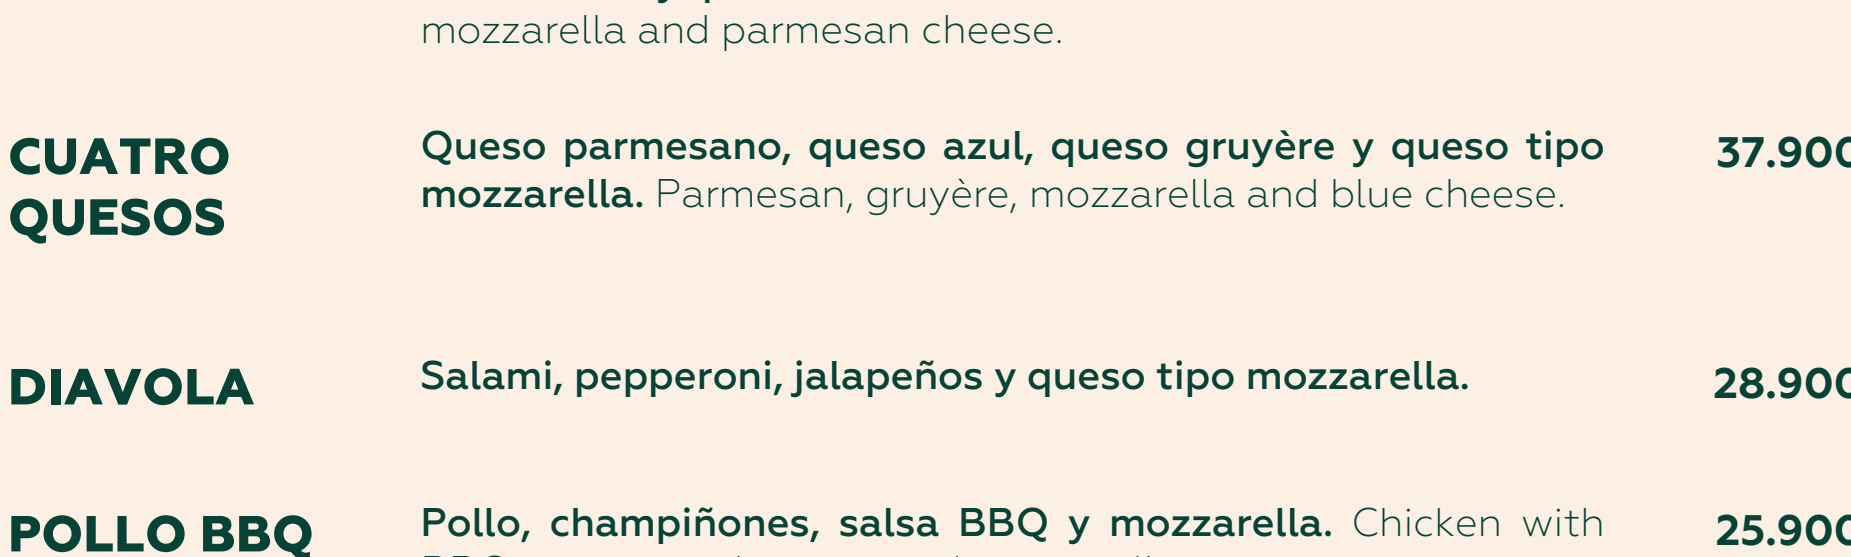 mozzarella and parmesan cheese.
CUATRO
QUESOS
Queso parmesano, queso azul, queso gruyère y queso tipo
mozzarella. Parmesan, gruyère, mozzarella and blue cheese.
37.900
DIAVOLA
Salami, pepperoni, jalapeños y queso tipo mozzarella.
28.900
POLLO BBQ
Pollo, champiñones, salsa BBQ y mozzarella. Chicken with
25.900